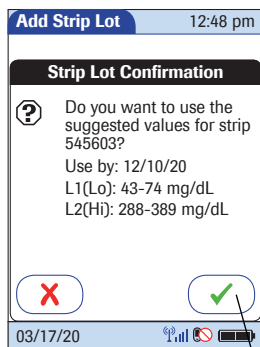 Add Strip Lot 12:48 pm
Strip Lot Confirmation
Do you want to use the
suggested values for strip
545603?
Use by: 12/10/20
L1(Lo): 43-74 mg/dL
L2(Hi): 288-389 mg/dL
03/17/20